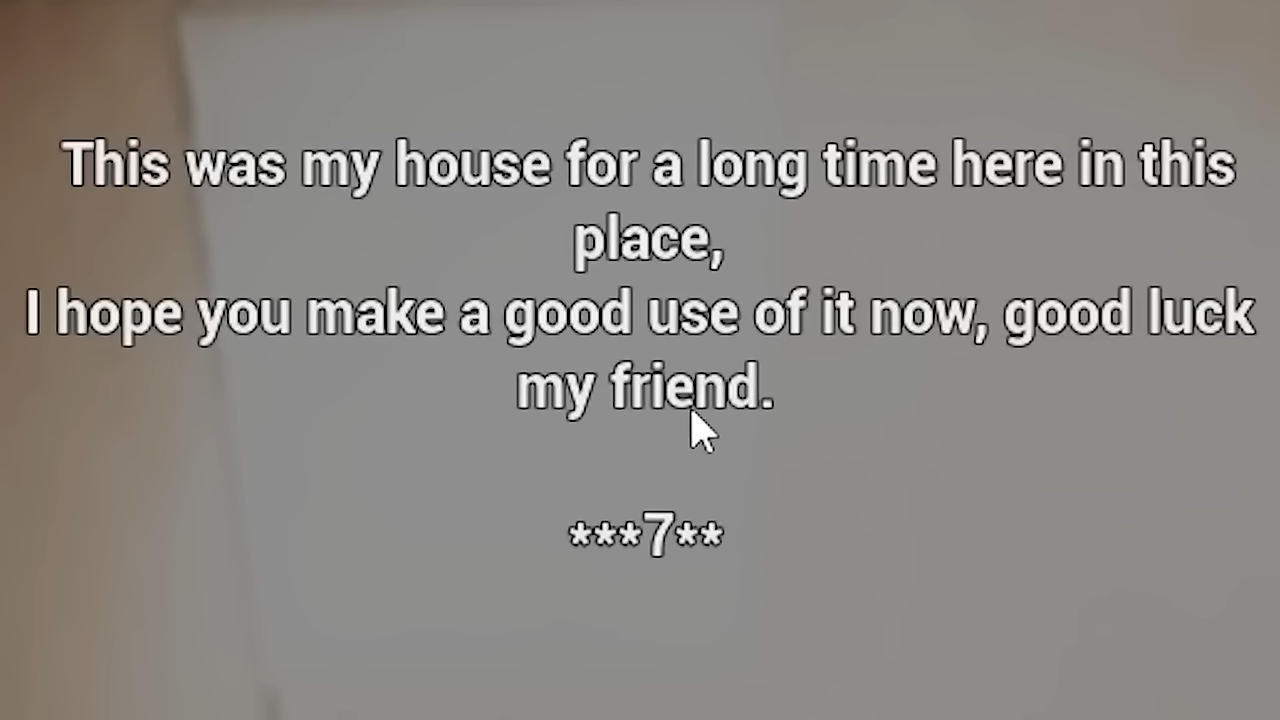 This was my house for a long time here in this
place,
I hope you make a good use of it now, good luck
my friend.
***7**